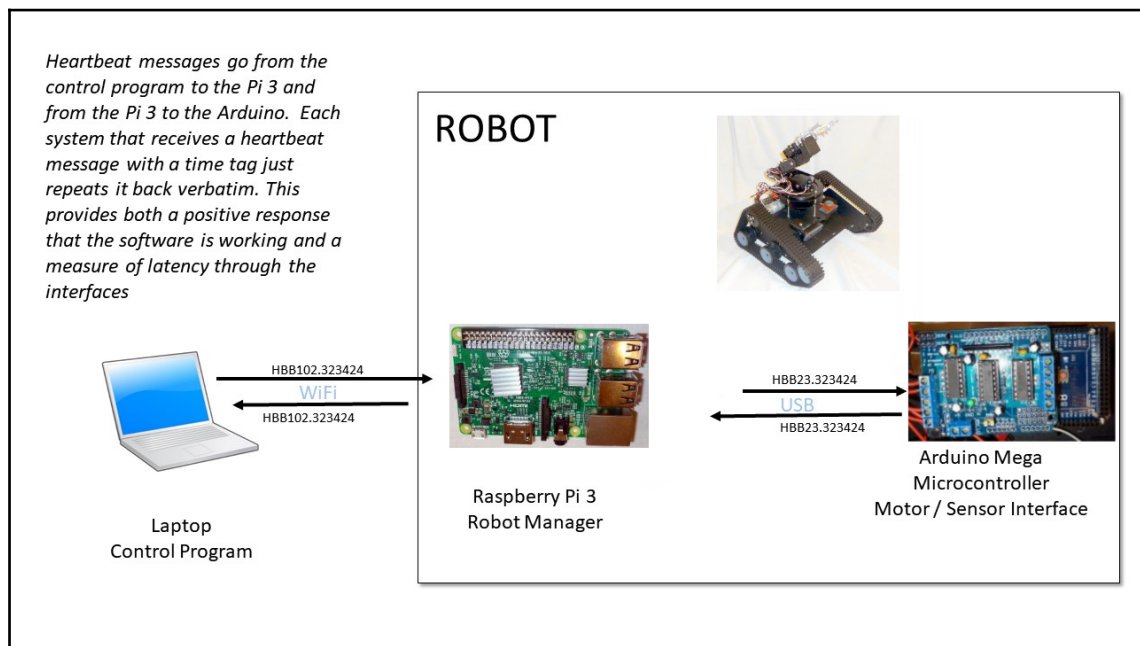 Heartbeat messages go from the
control program to the Pi 3 and
from the Pi 3 to the Arduino. Each
system that receives a heartbeat
message with a time tag just
repeats it back verbatim. This
provides both a positive response
that the software is working and a
measure of latency through the
interfaces
ROBOT
HBB102.323424
WiFi
HBB102.323424
HBB23.323424
USB
HBB23.323424
Laptop
Control Program
Raspberry Pi 3
Robot Manager
Arduino Mega
Microcontroller
Motor / Sensor Interface